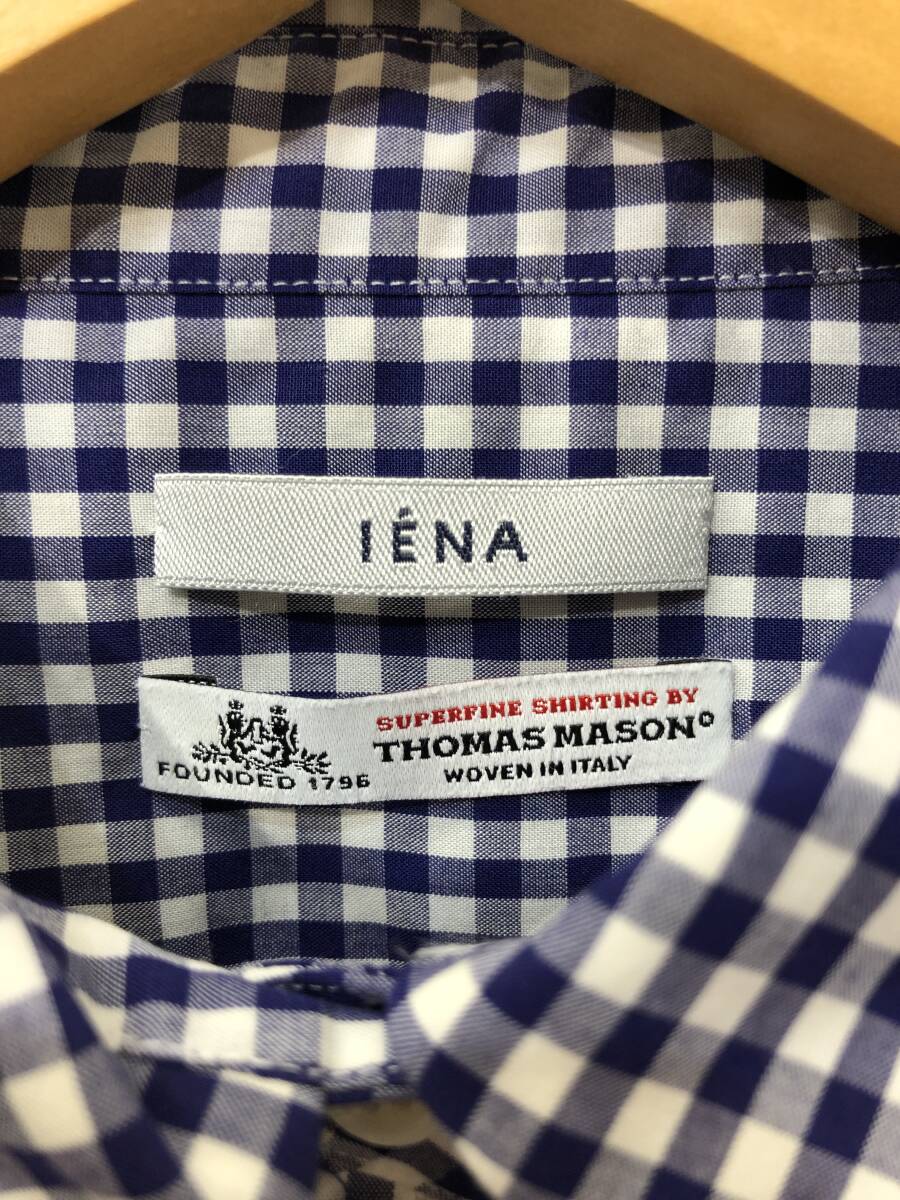 IÉNA
SUPERFINE SHIRTING BY
THOMAS MASON°
WOVEN IN ITALY
FOUNDED 1796